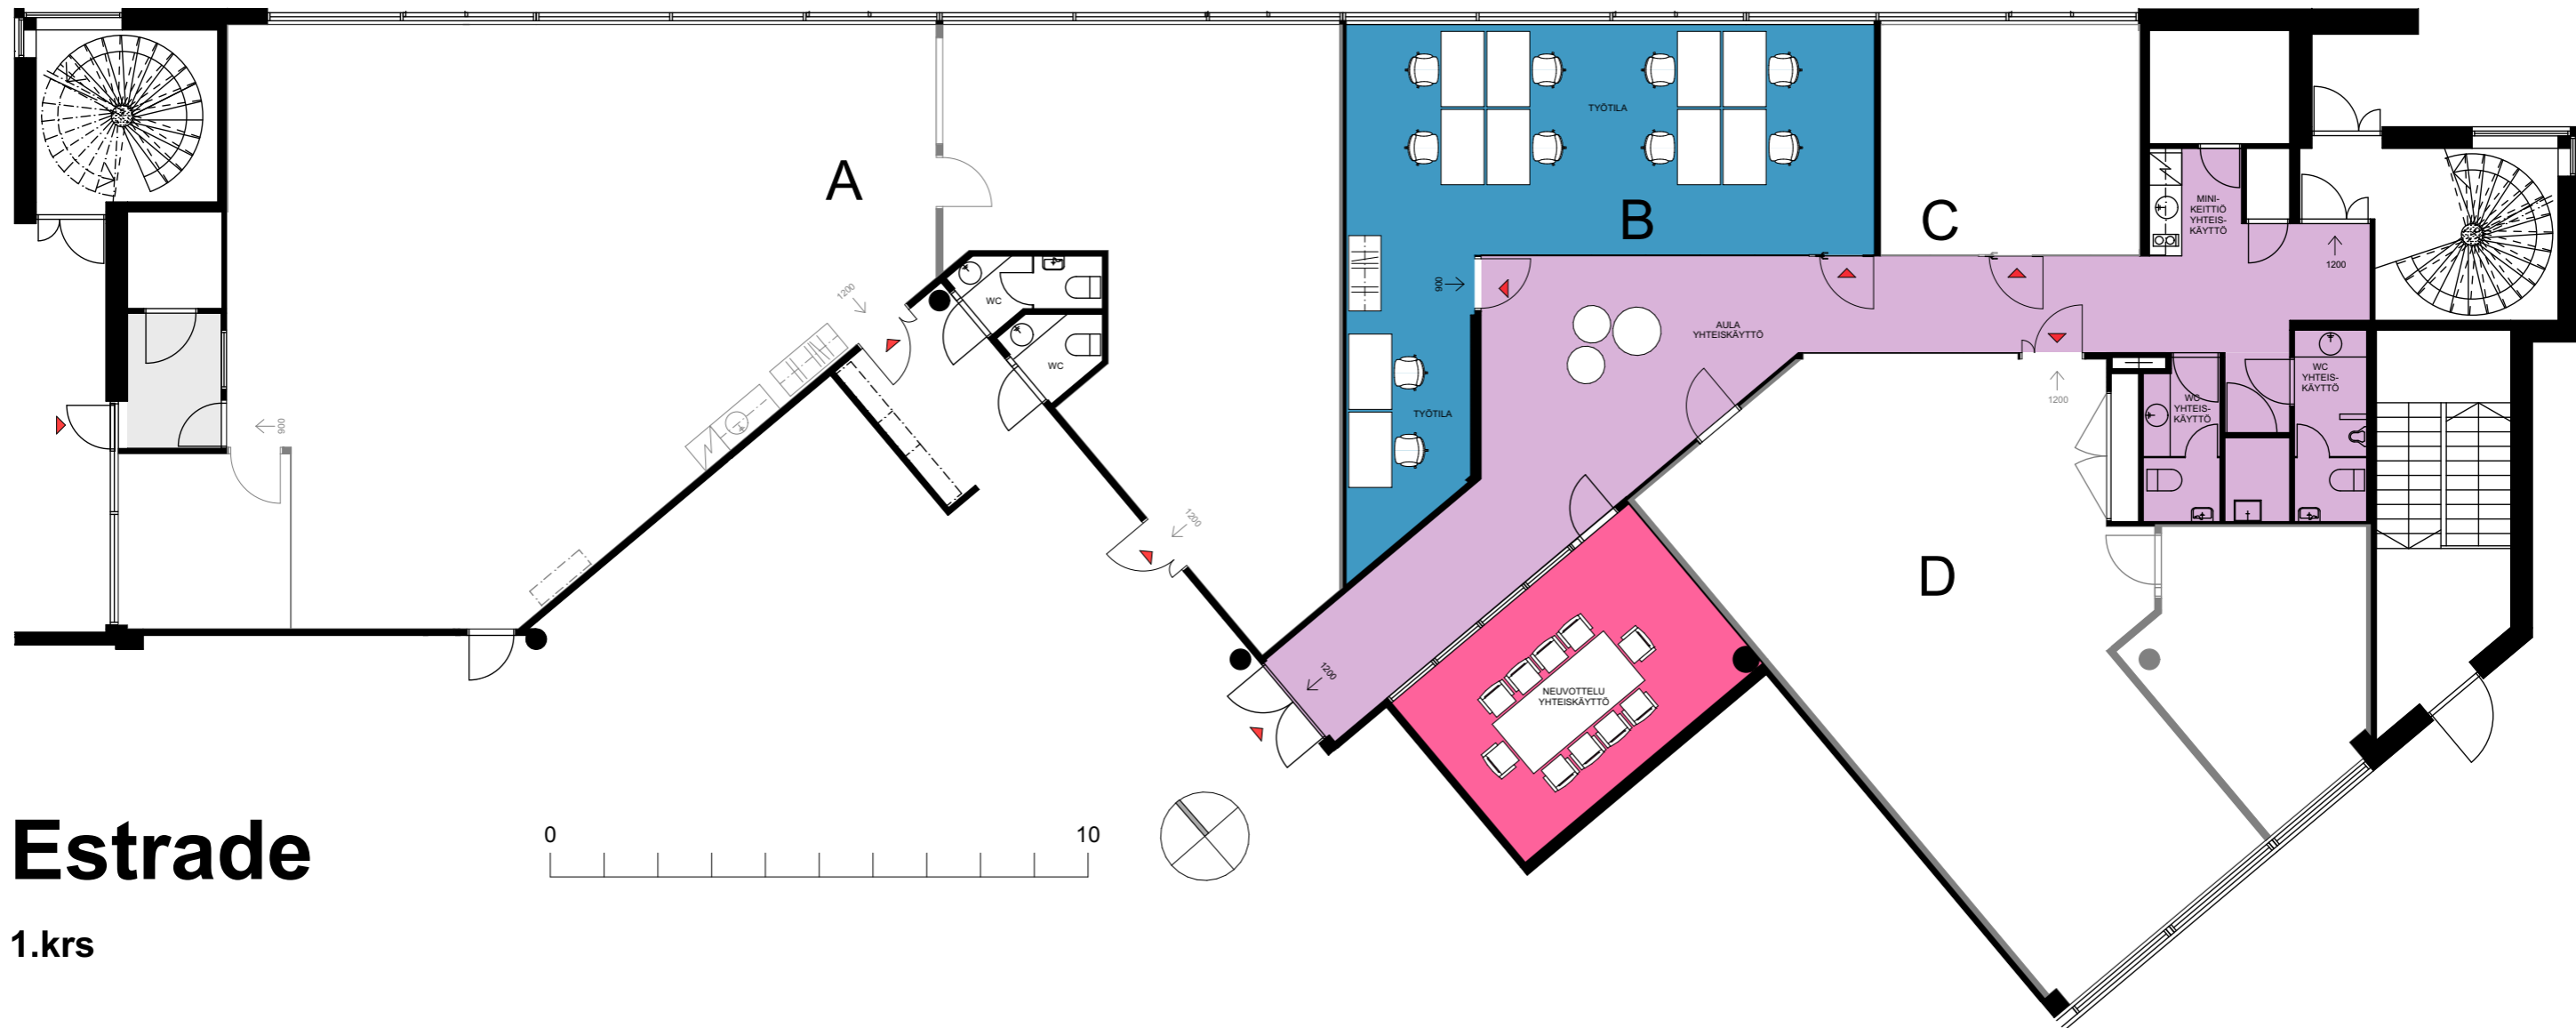 TYÖTILA
A
B
C
MINI-
KEITTIÖ
YHTEIS-
KÄYTTÖ
1200
900
1200
WC
WC
AULA
YHTEISKÄYTTÖ
WC
YHTEIS-
KÄYTTÖ
WC
YHTEIS-
KÄYTTÖ
1200
TYÖTILA
900
1200
D
1200
NEUVOTTELU
YHTEISKÄYTTÖ
Estrade
0
10
1.krs